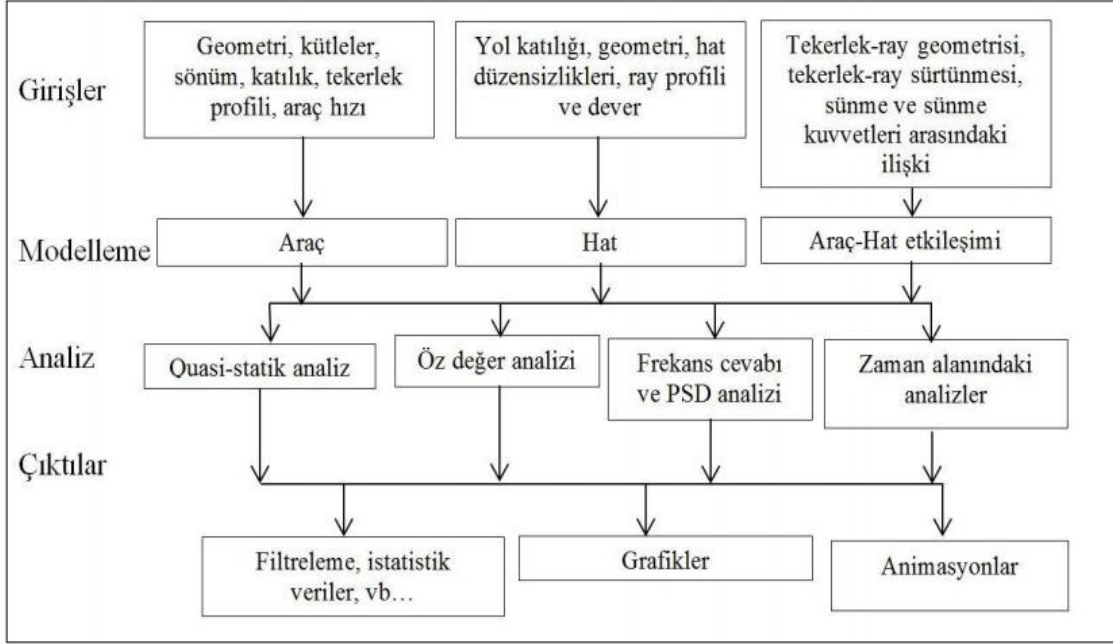 Girişler
Geometri, kütleler,
sönüm, katılık, tekerlek
profili, araç hızı
Yol katılığı, geometri, hat
düzensizlikleri, ray profili
ve dever
Tekerlek-ray geometrisi,
tekerlek-ray sürtünmesi,
sünme ve sünme
kuvvetleri arasındaki
ilişki
Modelleme
Araç
Hat
Araç-Hat etkileşimi
Analiz
Quasi-statik analiz
Öz değer analizi
Frekans cevabı
ve PSD analizi
Zaman alanındaki
analizler
Çıktılar
Filtreleme, istatistik
veriler, vb…
Grafikler
Animasyonlar